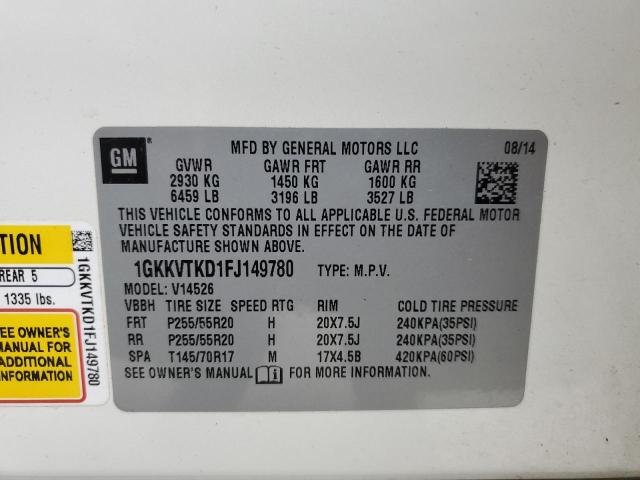 GM
®
MFD BY GENERAL MOTORS LLC 08/14
GVWR GAWR FRT GAWR RR
2930 KG 1450 KG 1600 KG
6459 LB 3196 LB 3527 LB
THIS VEHICLE CONFORMS TO ALL APPLICABLE U.S. FEDERAL MOTOR
VEHICLE SAFETY STANDARDS IN EFFECT ON THE DATE OF
MANUFACTURE SHOWN ABOVE.
1GKKVTKD1FJ149780 TYPE: M.P.V.
MODEL: V14526
VBBH TIRE SIZE SPEED RTG RIM COLD TIRE PRESSURE
FRT P255/55R20 H 20X7.5J 240KPA(35PSI)
RR P255/55R20 H 20X7.5J 240KPA(35PSI)
SPA T145/70R17 M 17X4.5B 420KPA(60PSI)
SEE OWNER'S MANUAL FOR MORE INFORMATION.
TION
REAR 5
1335 lbs.
SEE OWNER'S
MANUAL FOR
ADDITIONAL
INFORMATION
1GKKVTKD1FJ149780